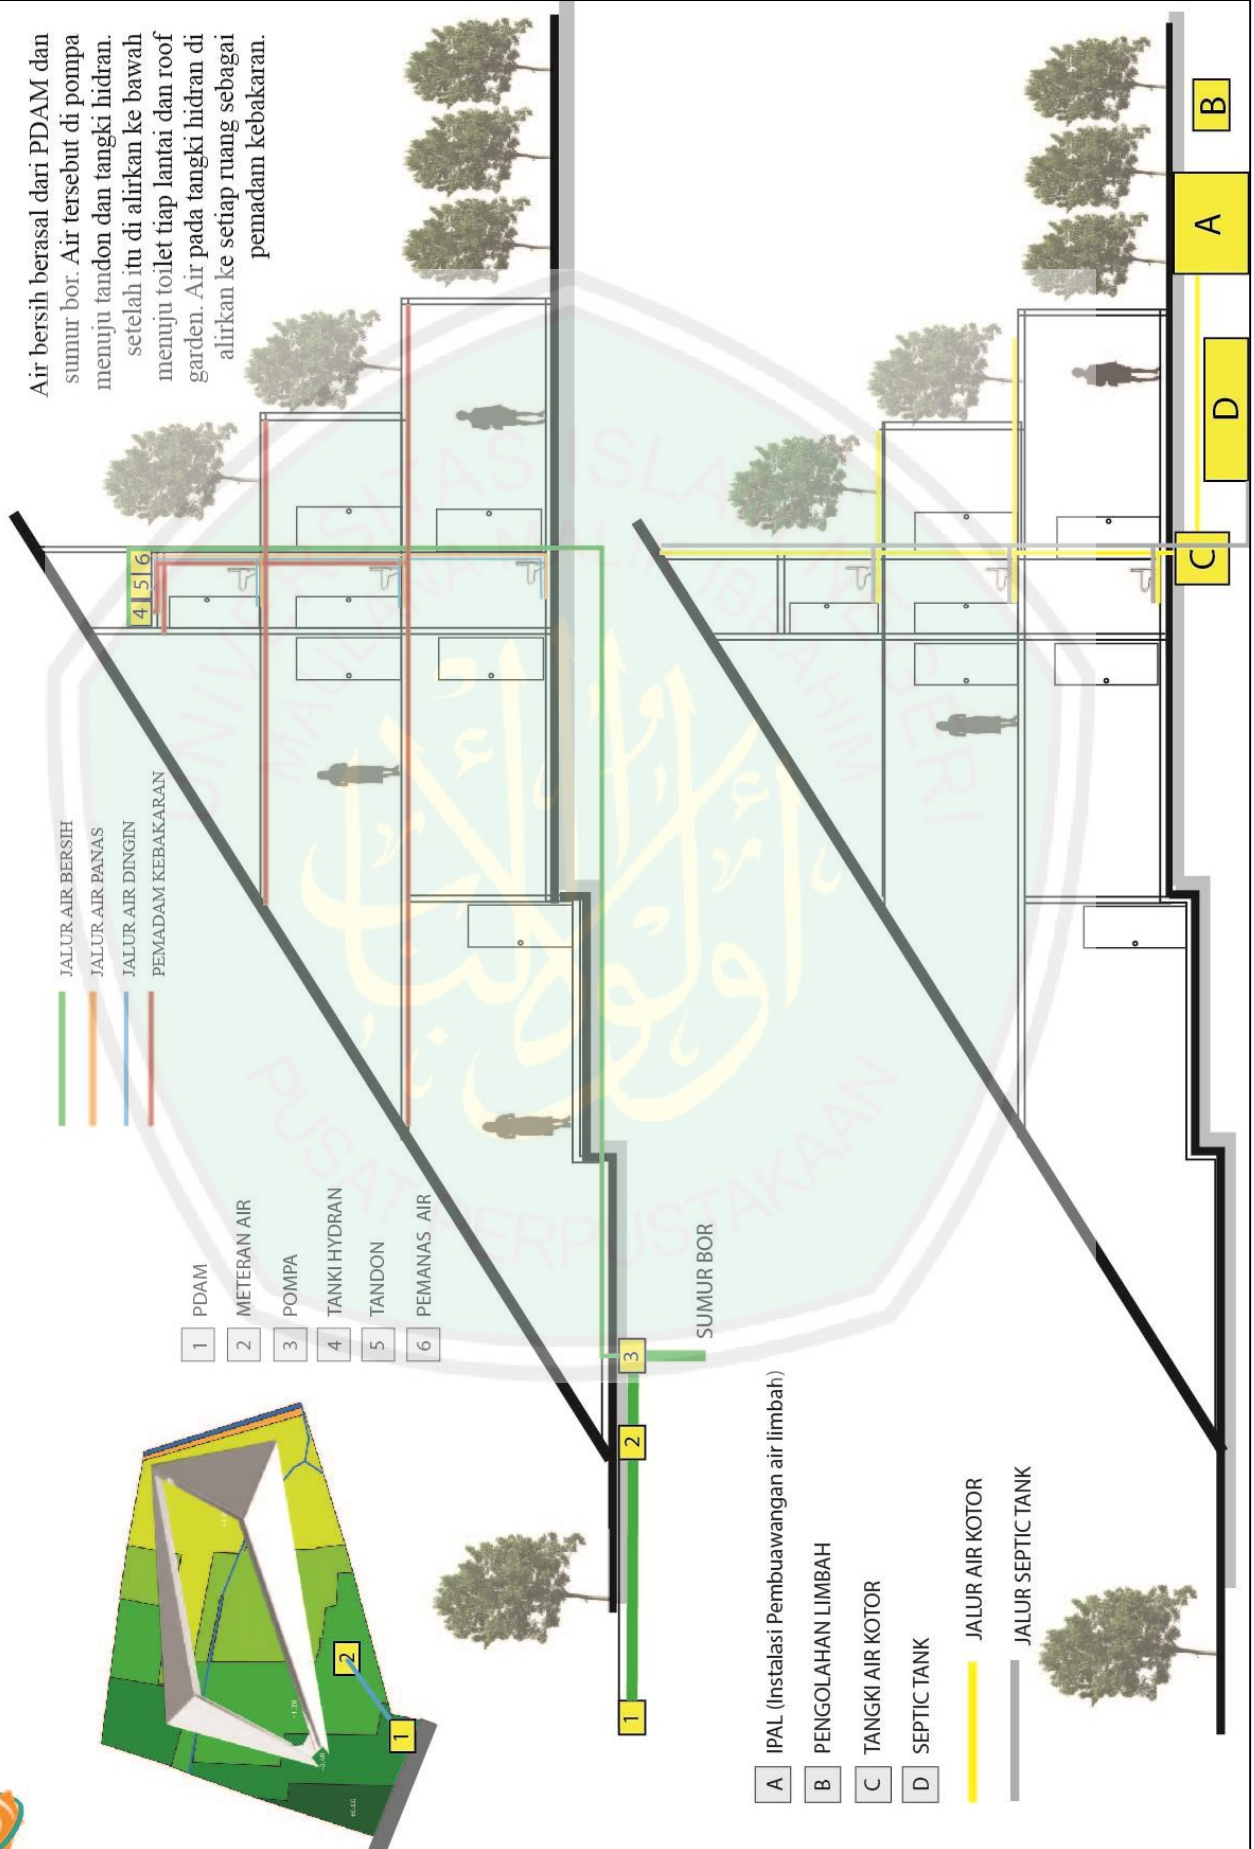 Air bersih berasal dari PDAM dan
sumur bor. Air tersebut di pompa
menuju tandon dan tangki hidran.
setelah itu di alirkan ke bawah
menuju toilet tiap lantai dan roof
garden. Air pada tangki hidran di
alirkan ke setiap ruang sebagai
pemadam kebakaran.
JALUR AIR BERSIH
JALUR AIR PANAS
JALUR AIR DINGIN
PEMADAM KEBAKARAN
1 PDAM
2 METERAN AIR
3 POMPA
4 TANKI HYDRAN
5 TANDON
6 PEMANAS AIR
4 5 6
1
2
1
2
3
SUMUR BOR
A IPAL (Instalasi Pembuawangan air limbah)
B PENGOLAHAN LIMBAH
C TANGKI AIR KOTOR
D SEPTIC TANK
JALUR AIR KOTOR
JALUR SEPTIC TANK
C
D
A
B
UNIVERSITAS ISLAM NEGERI
MAULANA MALIK IBRAHIM
PUSAT PERPUSTAKAAN